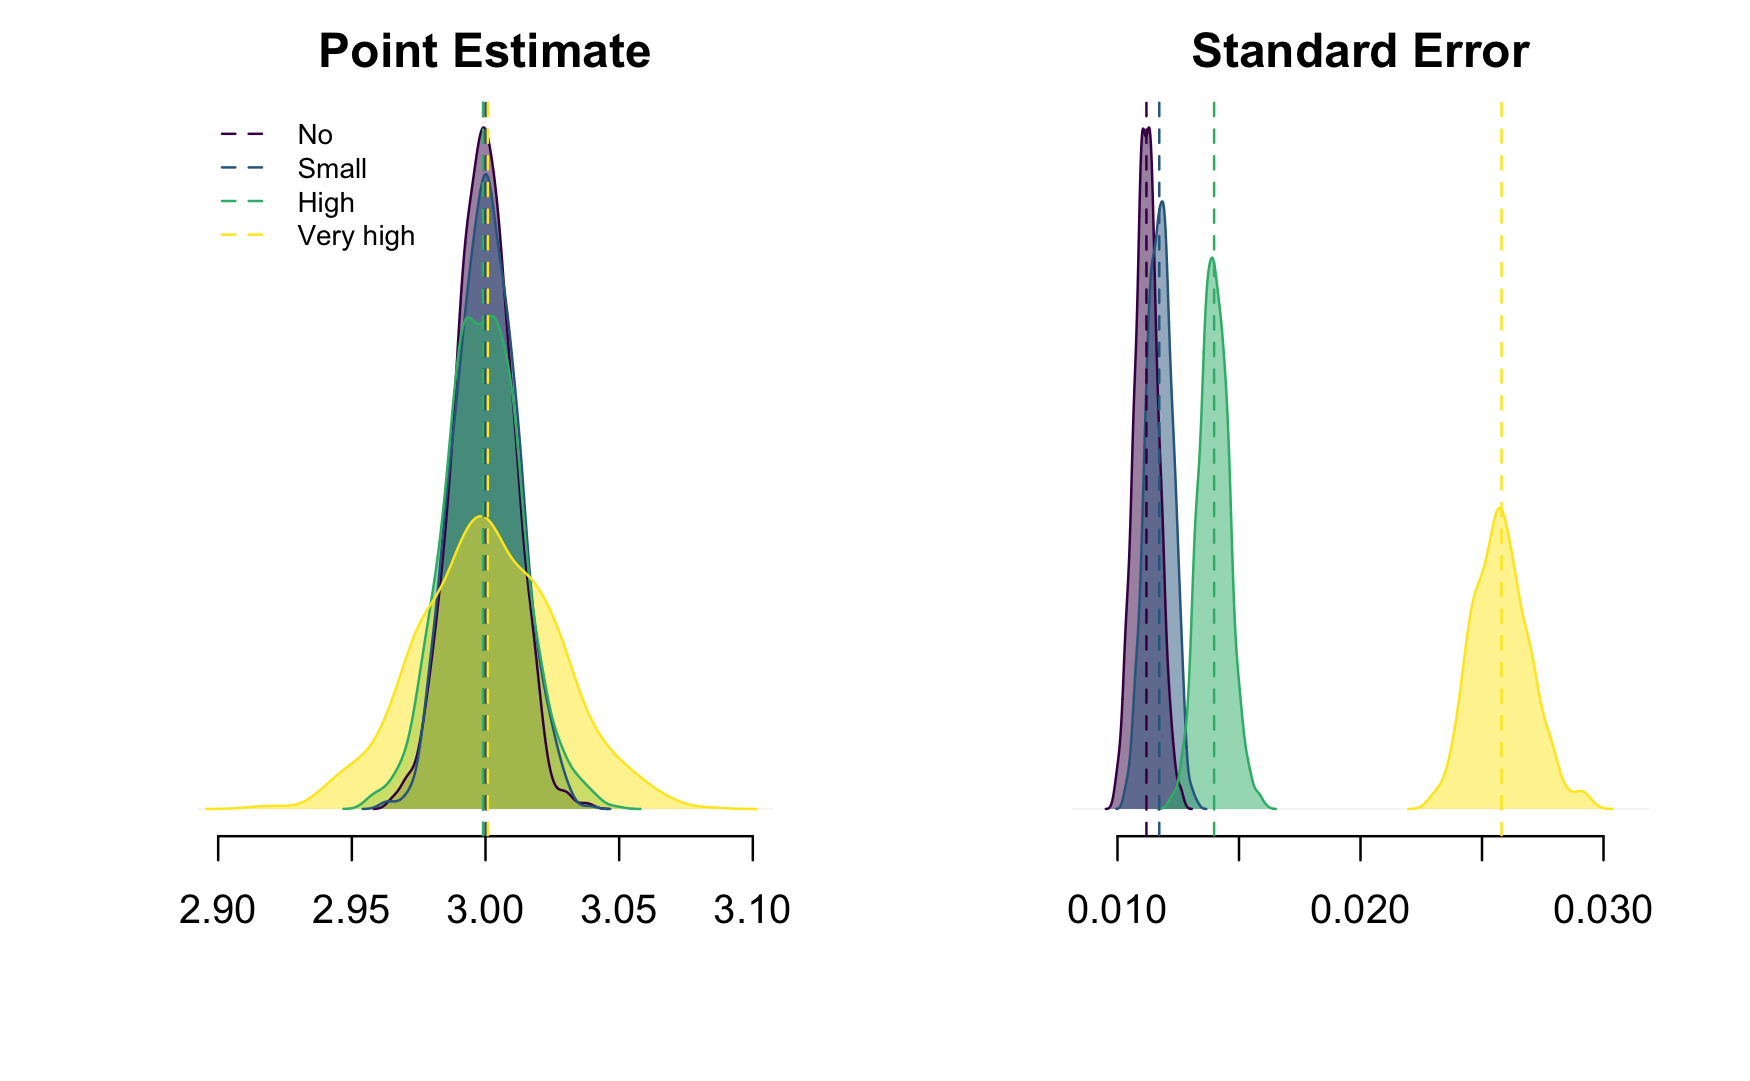 Point Estimate
No
Small
High
Very high
2.90 2.95 3.00 3.05 3.10
Standard Error
0.010 0.020 0.030